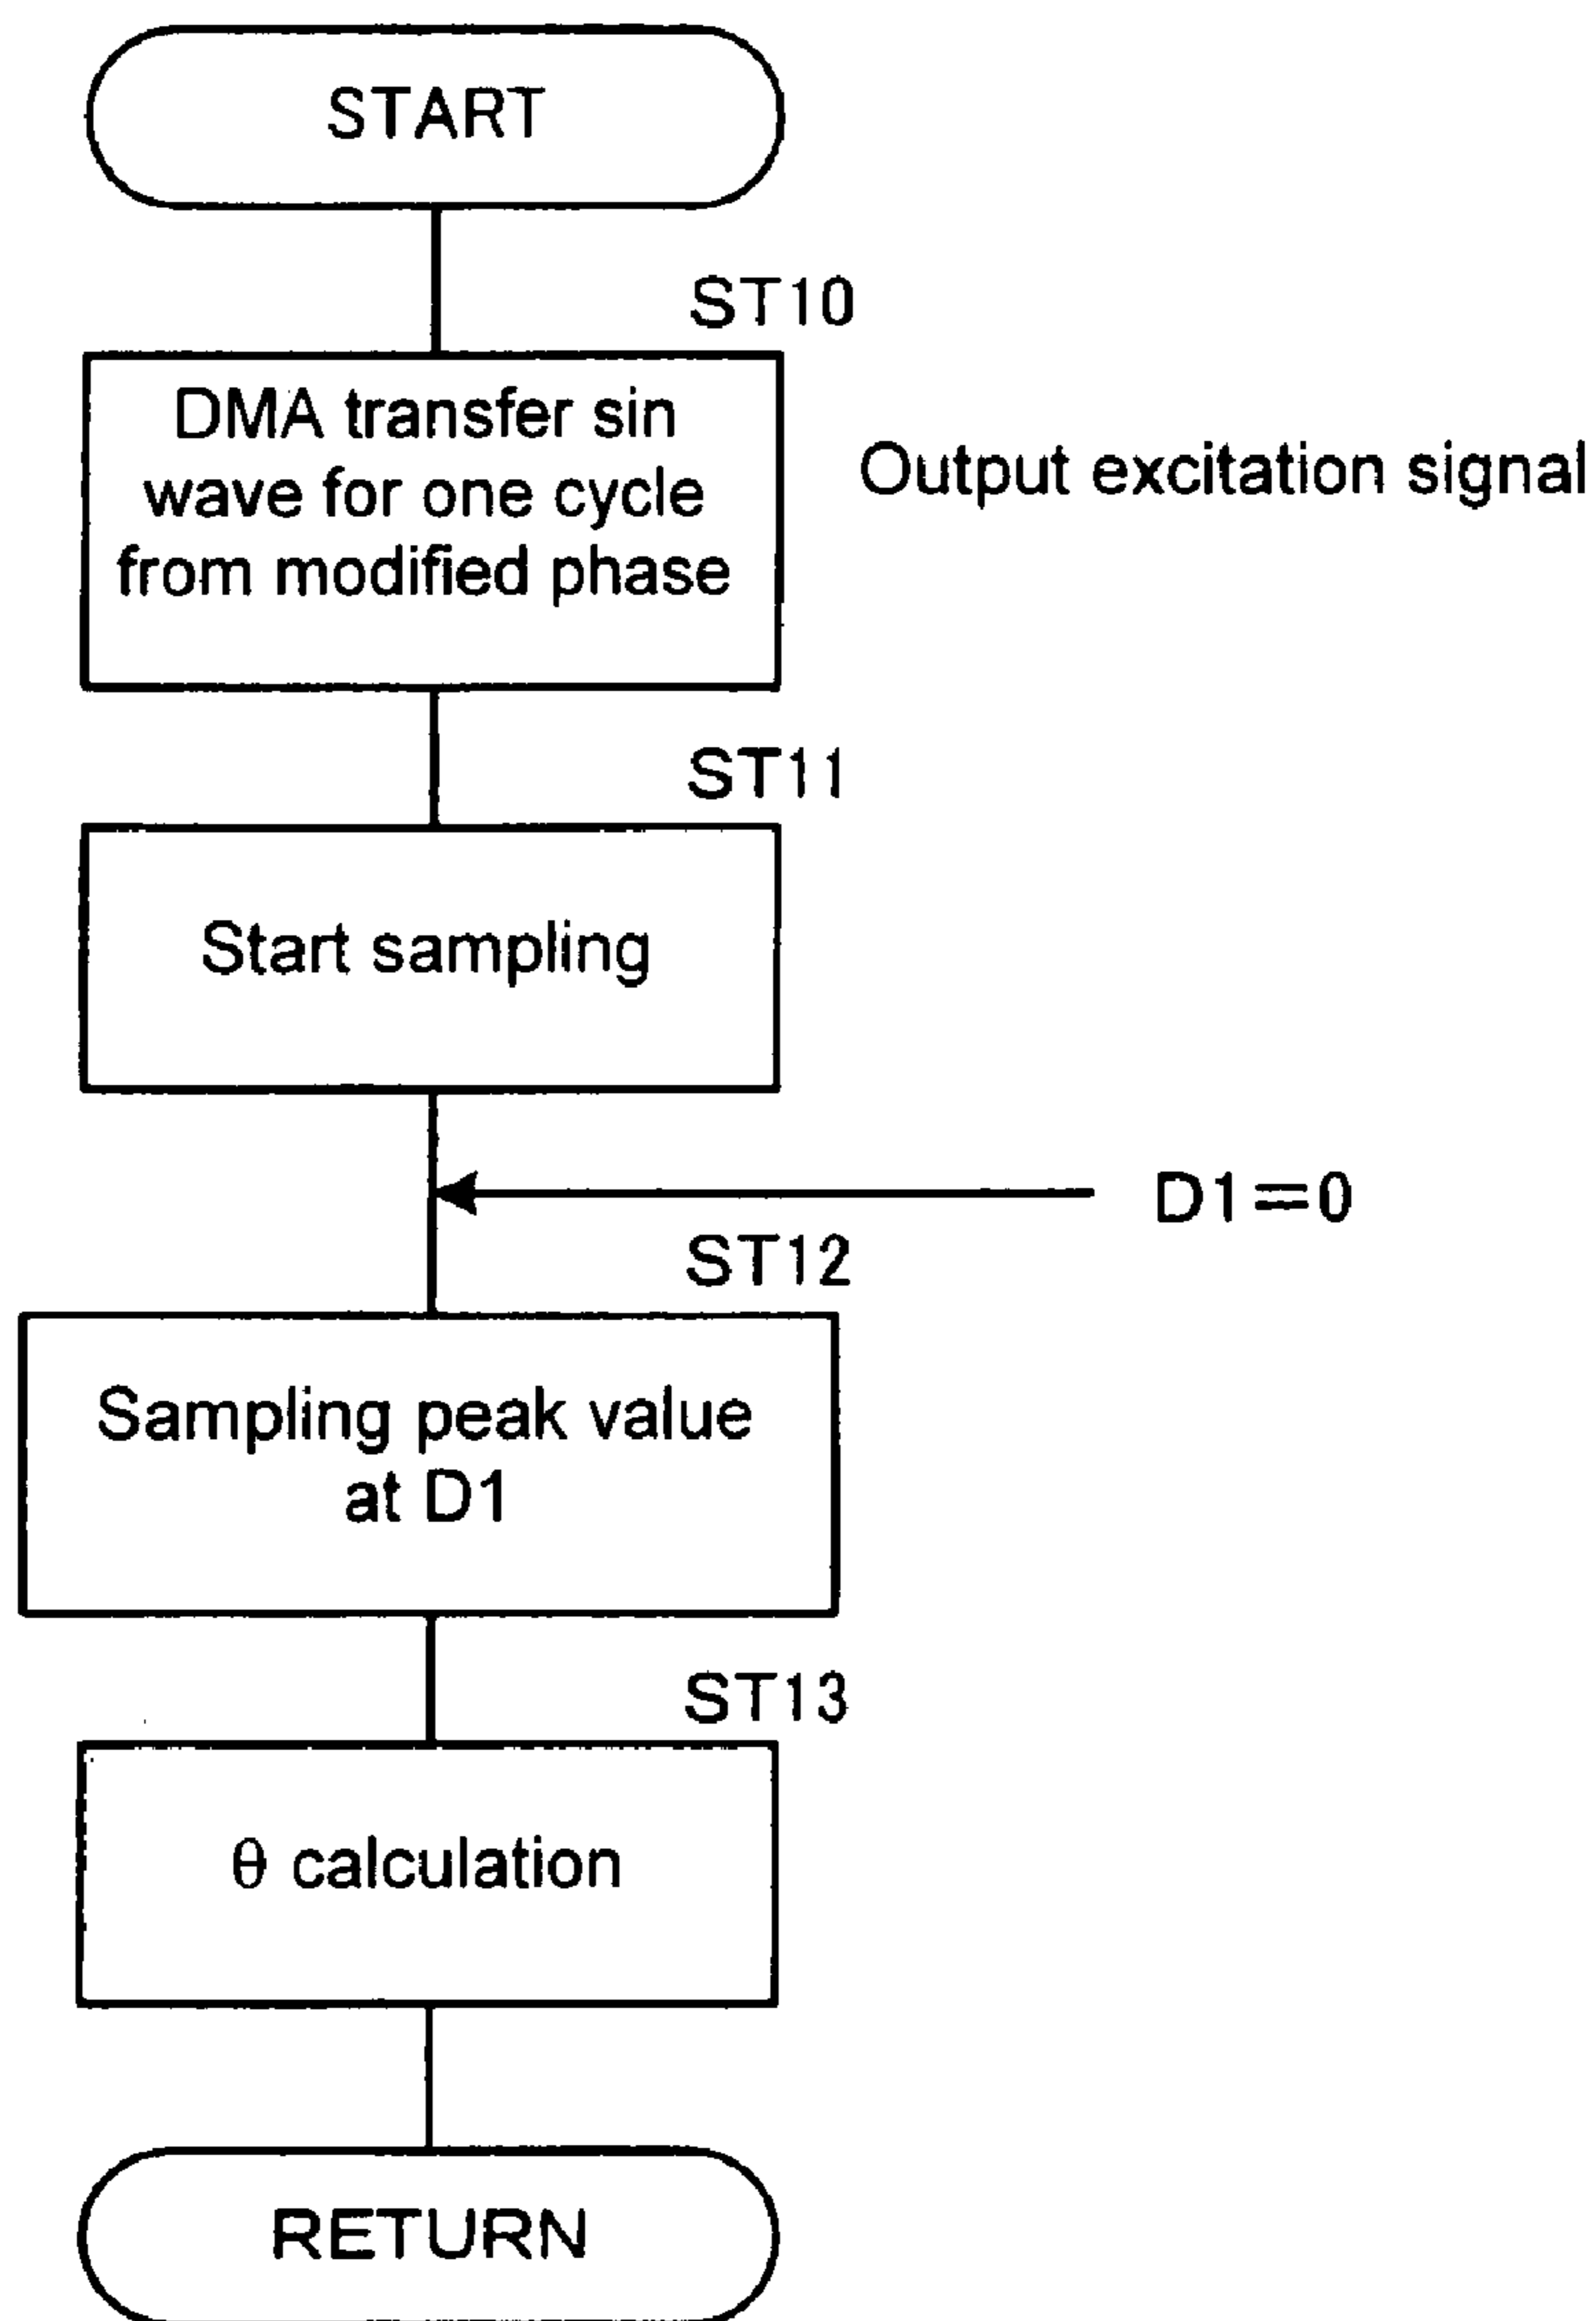 START
ST10
DMA transfer sin
wave for one cycle
from modified phase
Output excitation signal
ST11
Start sampling
D1=0
ST12
Sampling peak value
at D1
ST13
θ calculation
RETURN